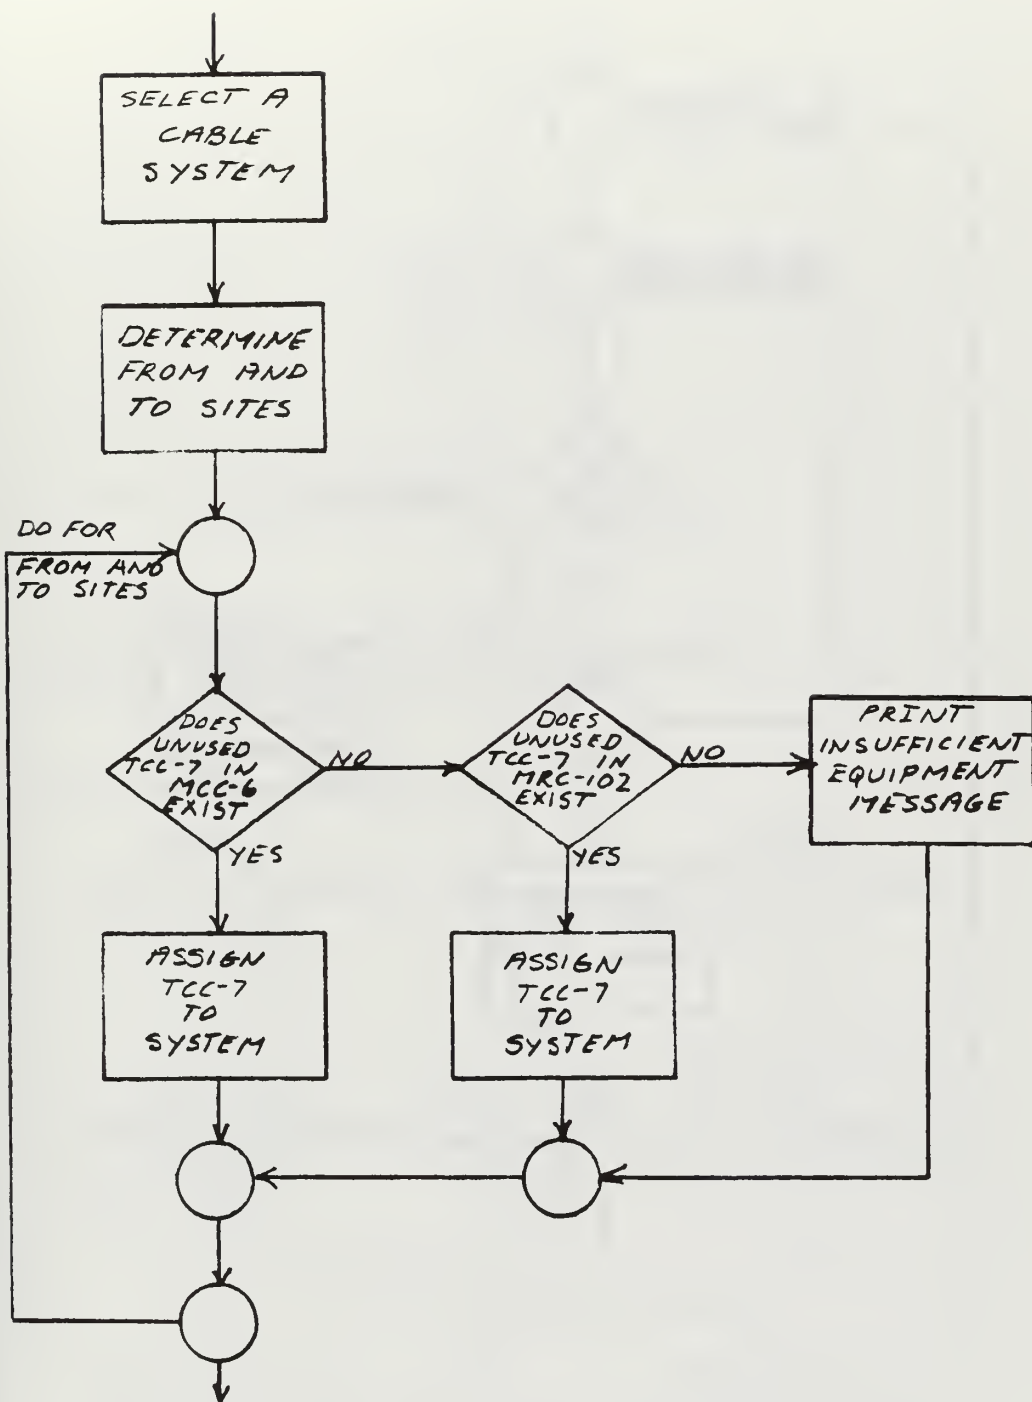 SELECT A
CABLE
SYSTEM
DETERMINE
FROM AND
TO SITES
DO FOR
FROM AND
TO SITES
DOES
UNUSED
TCC-7 IN
MCC-6
EXIST
NO
YES
DOES
UNUSED
TCC-7 IN
MRC-102
EXIST
NO
YES
PRINT
INSUFFICIENT
EQUIPMENT
MESSAGE
ASSIGN
TCC-7
TO
SYSTEM
ASSIGN
TCC-7
TO
SYSTEM